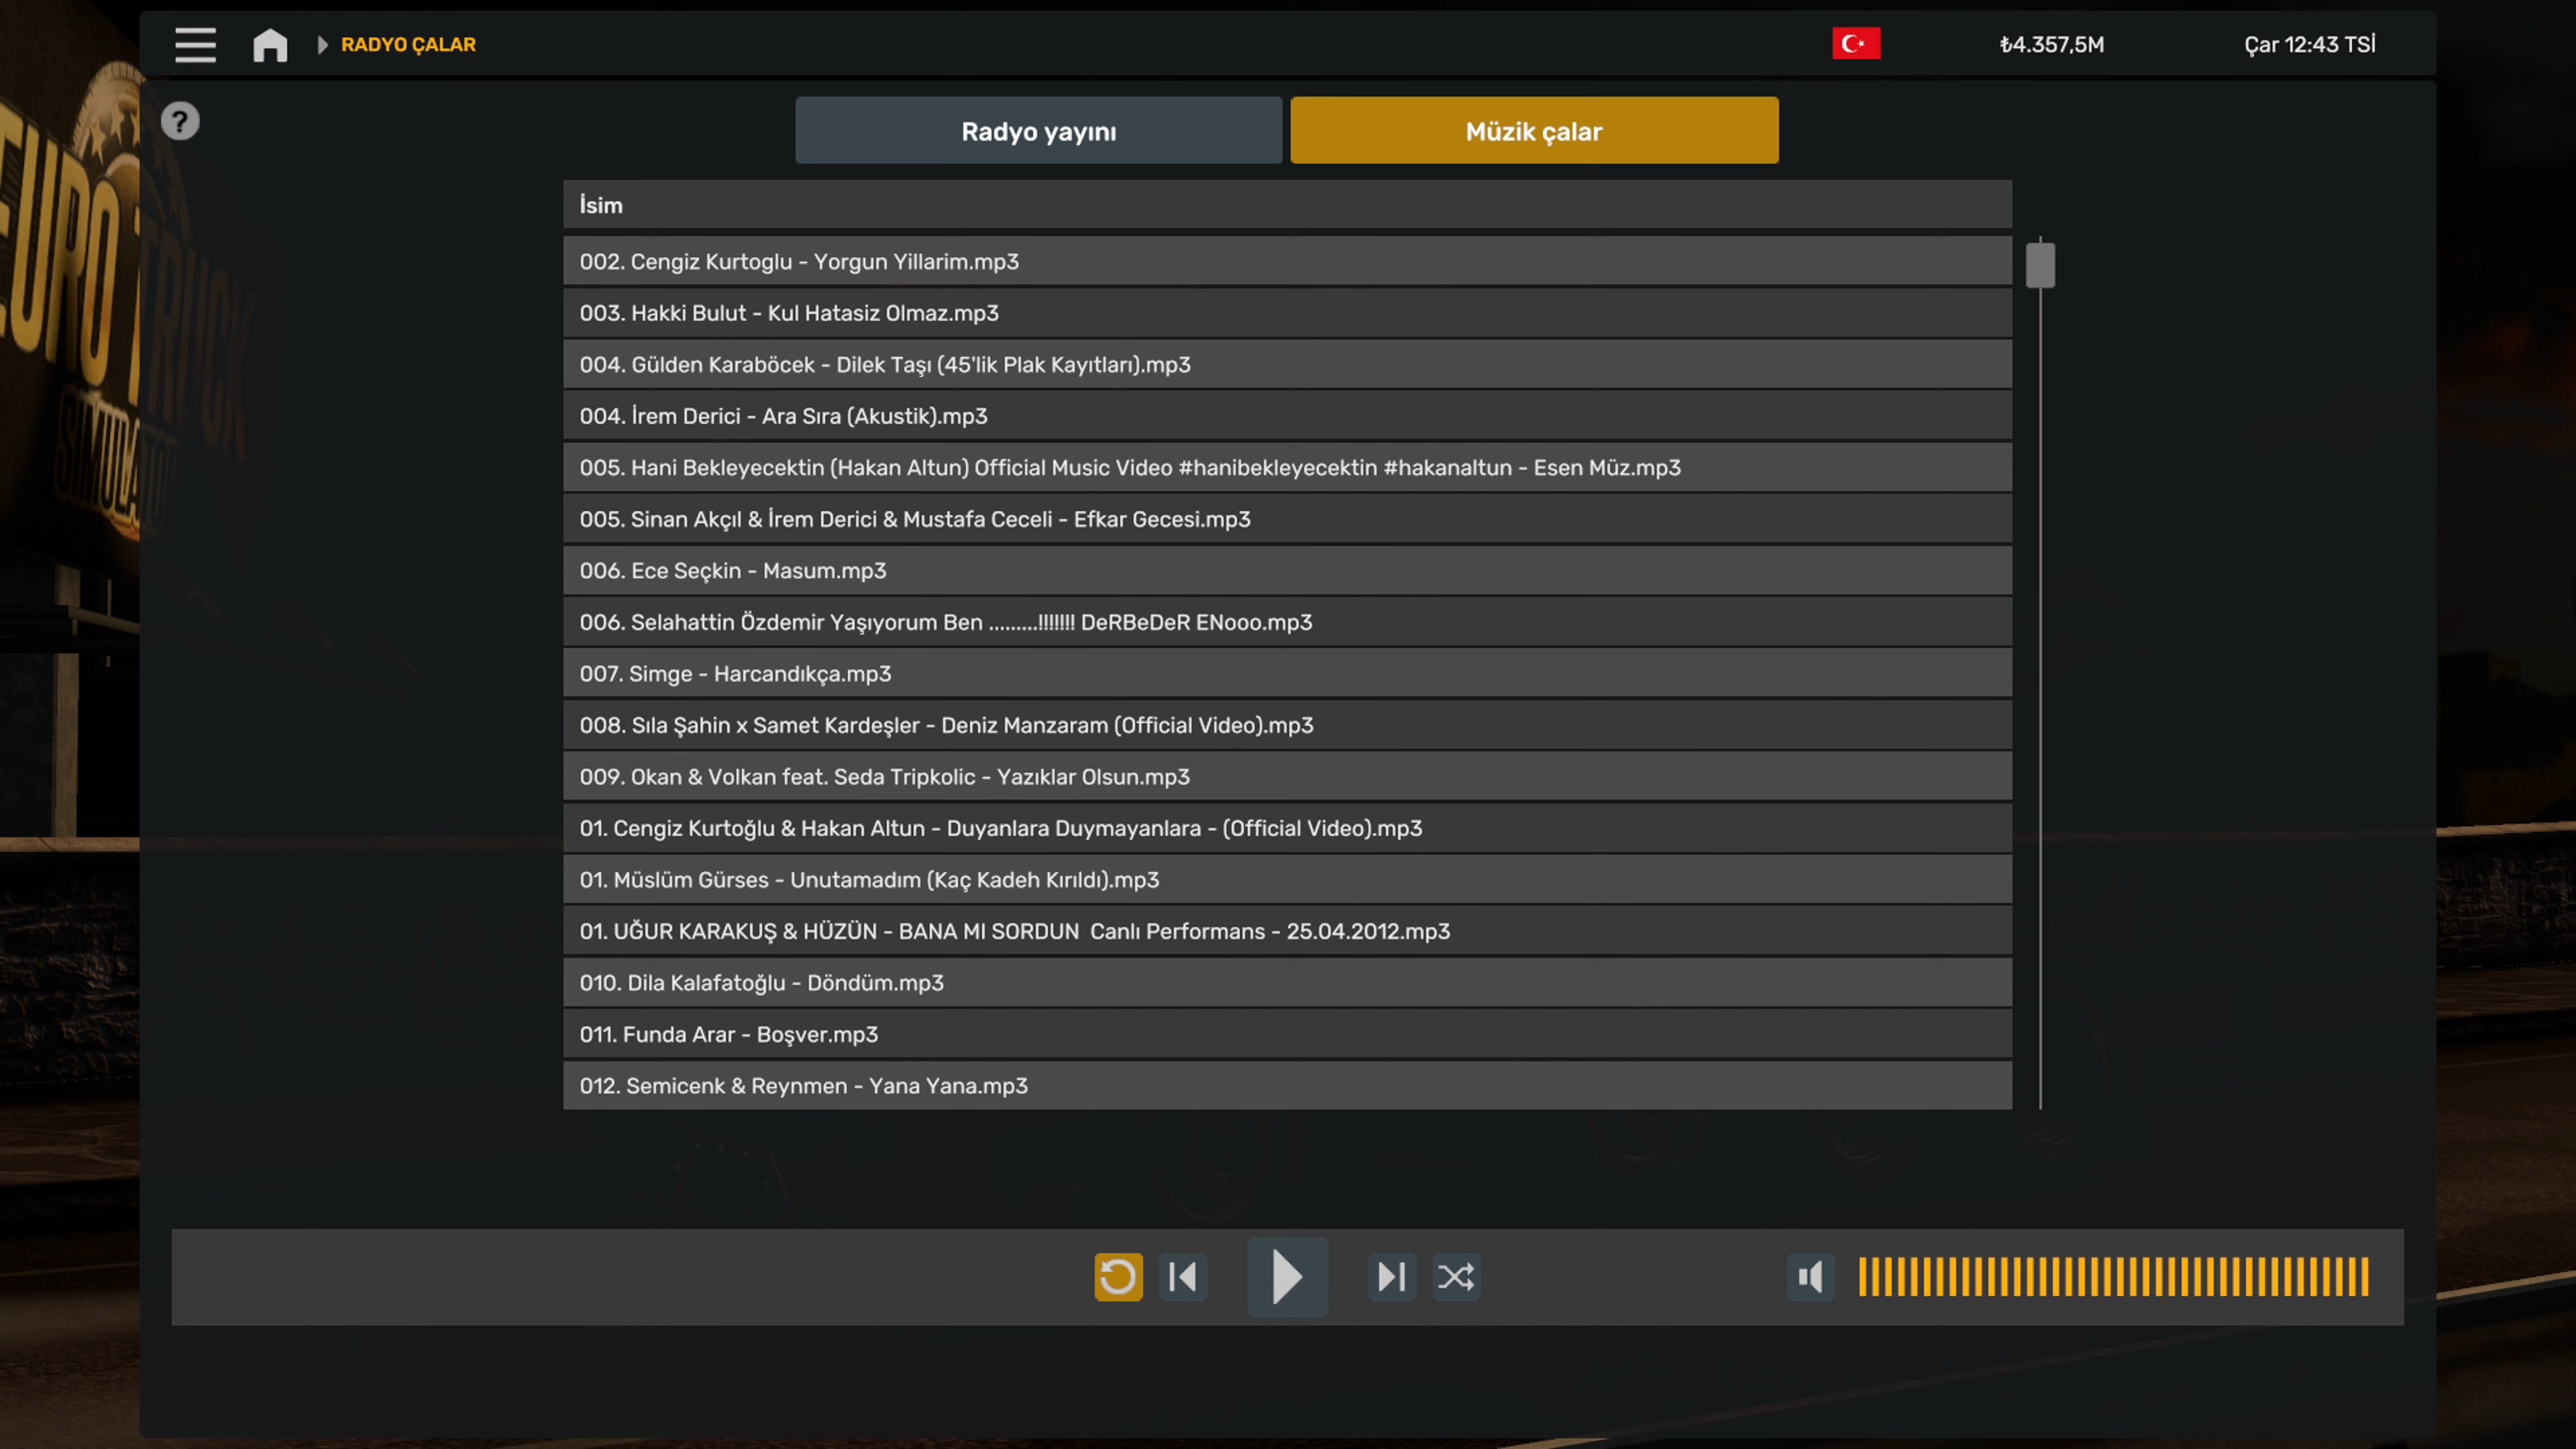 RADYO ÇALAR
₺4.357,5M
Çar 12:43 TSİ
?
Radyo yayını
Müzik çalar
EURO TRUCK
SIMULATOR
İsim
002. Cengiz Kurtoglu - Yorgun Yillarim.mp3
003. Hakki Bulut - Kul Hatasiz Olmaz.mp3
004. Gülden Karaböcek - Dilek Taşı (45'lik Plak Kayıtları).mp3
004. İrem Derici - Ara Sıra (Akustik).mp3
005. Hani Bekleyecektin (Hakan Altun) Official Music Video #hanibekleyecektin #hakanaltun - Esen Müz.mp3
005. Sinan Akçıl & İrem Derici & Mustafa Ceceli - Efkar Gecesi.mp3
006. Ece Seçkin - Masum.mp3
006. Selahattin Özdemir Yaşıyorum Ben .........!!!!!!! DeRBeDeR ENooo.mp3
007. Simge - Harcandıkça.mp3
008. Sıla Şahin x Samet Kardeşler - Deniz Manzaram (Official Video).mp3
009. Okan & Volkan feat. Seda Tripkolic - Yazıklar Olsun.mp3
01. Cengiz Kurtoğlu & Hakan Altun - Duyanlara Duymayanlara - (Official Video).mp3
01. Müslüm Gürses - Unutamadım (Kaç Kadeh Kırıldı).mp3
01. UĞUR KARAKUŞ & HÜZÜN - BANA MI SORDUN  Canlı Performans - 25.04.2012.mp3
010. Dila Kalafatoğlu - Döndüm.mp3
011. Funda Arar - Boşver.mp3
012. Semicenk & Reynmen - Yana Yana.mp3